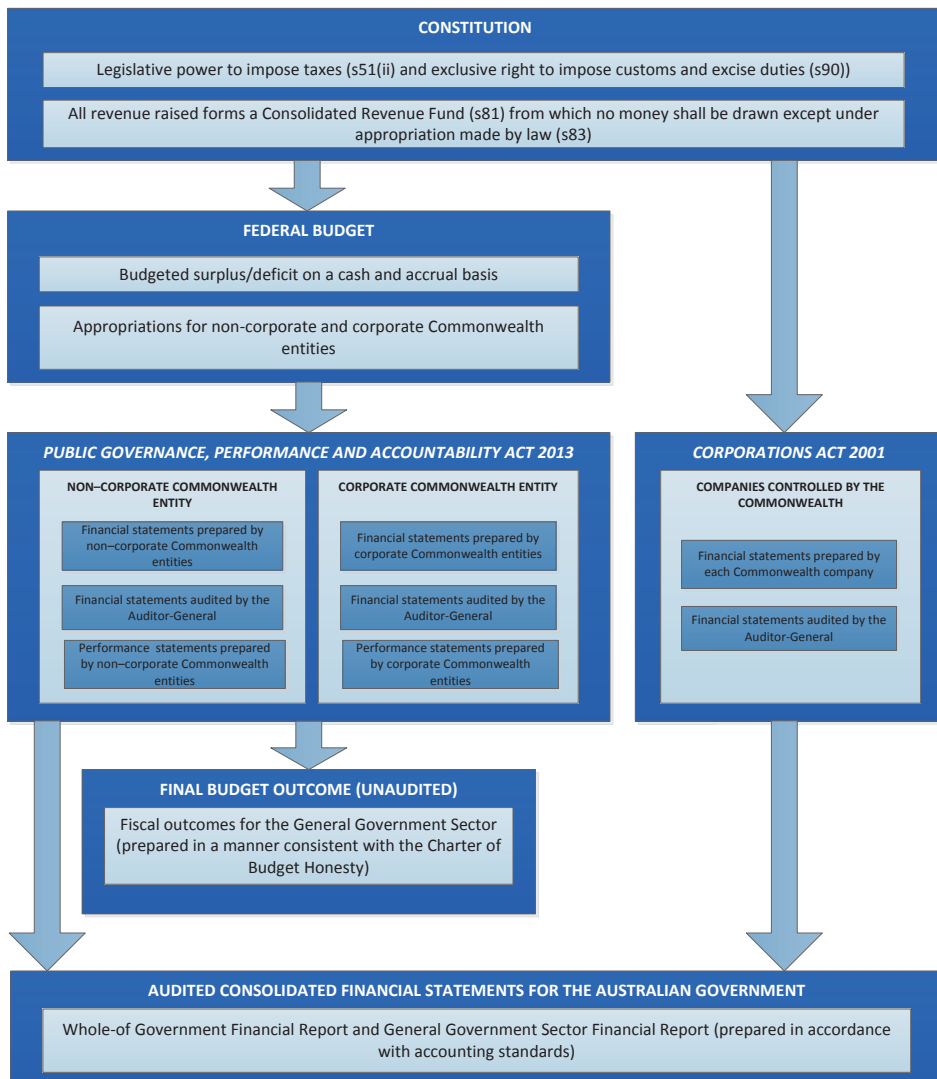 CONSTITUTION
Legislative power to impose taxes (s51(ii) and exclusive right to impose customs and excise duties (s90))
All revenue raised forms a Consolidated Revenue Fund (s81) from which no money shall be drawn except under
appropriation made by law (s83)
FEDERAL BUDGET
Budgeted surplus/deficit on a cash and accrual basis
Appropriations for non-corporate and corporate Commonwealth
entities
PUBLIC GOVERNANCE, PERFORMANCE AND ACCOUNTABILITY ACT 2013
NON–CORPORATE COMMONWEALTH
ENTITY
Financial statements prepared by
non–corporate Commonwealth
entities
Financial statements audited by the
Auditor-General
Performance statements prepared
by non–corporate Commonwealth
entities
CORPORATE COMMONWEALTH ENTITY
Financial statements prepared by
corporate Commonwealth entities
Financial statements audited by the
Auditor-General
Performance statements prepared
by corporate Commonwealth
entities
CORPORATIONS ACT 2001
COMPANIES CONTROLLED BY THE
COMMONWEALTH
Financial statements prepared by
each Commonwealth company
Financial statements audited by the
Auditor-General
FINAL BUDGET OUTCOME (UNAUDITED)
Fiscal outcomes for the General Government Sector
(prepared in a manner consistent with the Charter of
Budget Honesty)
AUDITED CONSOLIDATED FINANCIAL STATEMENTS FOR THE AUSTRALIAN GOVERNMENT
Whole-of Government Financial Report and General Government Sector Financial Report (prepared in accordance
with accounting standards)